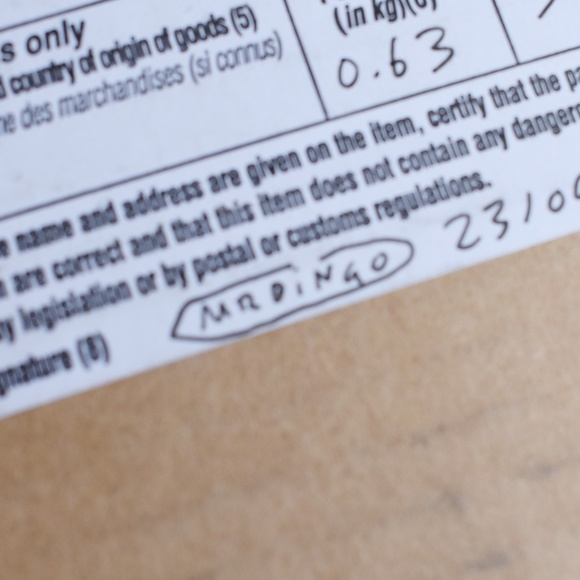 s only
country of origin of goods (5)
des marchandises (si connus)
(in kg)(6)
0.63
name and address are given on the item, certify that the
are correct and that this item does not contain any
legislation or by postal or customs regulations.
(8)
MR DiNGO
23/0